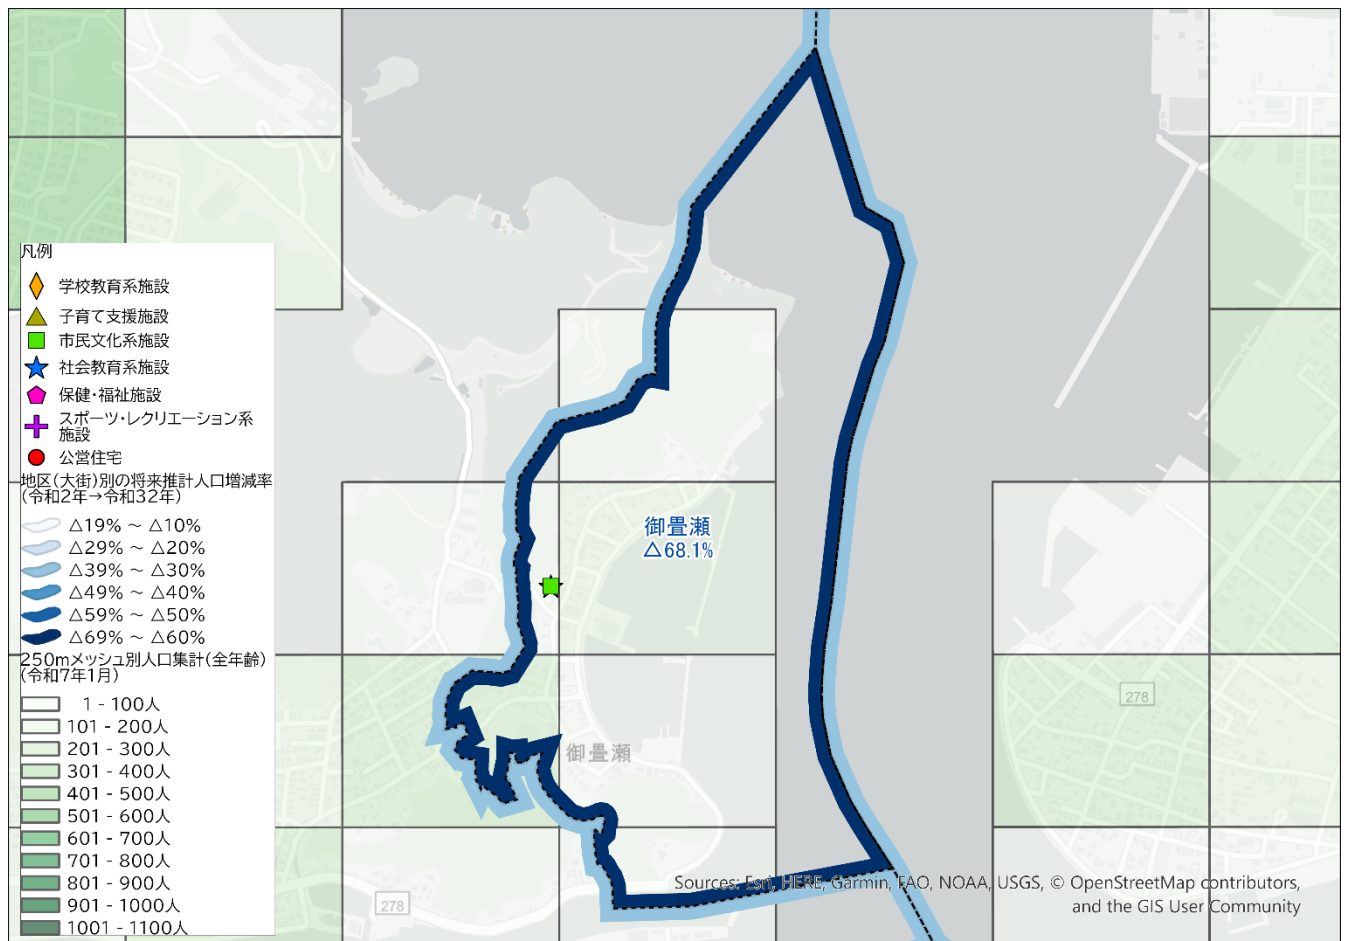 凡例
学校教育系施設
子育て支援施設
市民文化系施設
社会教育系施設
保健・福祉施設
スポーツ・レクリエーション系
施設
公営住宅
地区(大街)別の将来推計人口増減率
(令和2年→令和32年)
△19% ~ △10%
△29% ~ △20%
△39% ~ △30%
△49% ~ △40%
△59% ~ △50%
△69% ~ △60%
250mメッシュ別人口集計(全年齢)
(令和7年1月)
1 - 100人
101 - 200人
201 - 300人
301 - 400人
401 - 500人
501 - 600人
601 - 700人
701 - 800人
801 - 900人
901 - 1000人
1001 - 1100人
御畳瀬
△68.1%
御畳瀬
278
278
Sources: Esri, HERE, Garmin, FAO, NOAA, USGS, © OpenStreetMap contributors,
and the GIS User Community